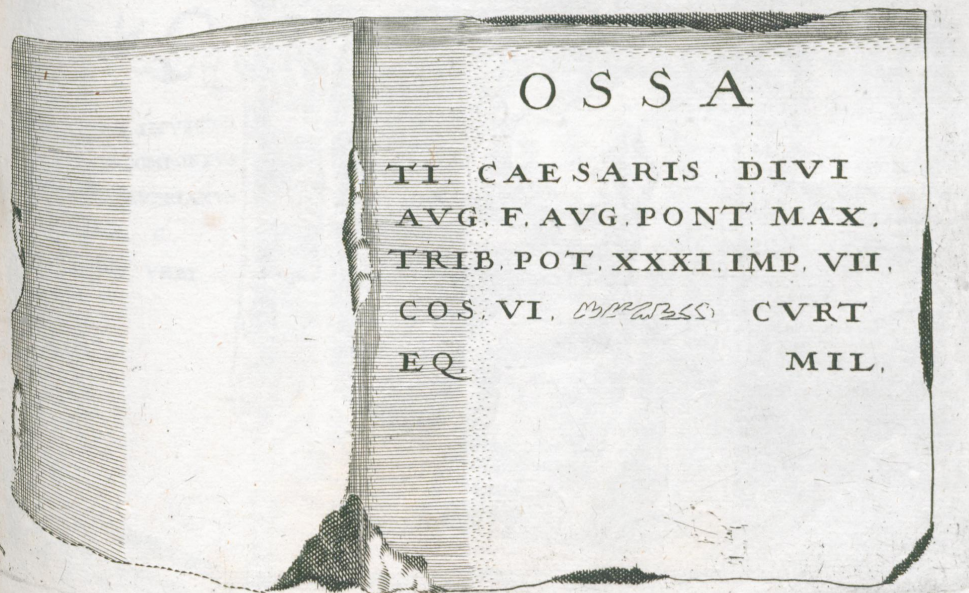 OSSA
TI. CAESARIS DIVI
AVG. F. AVG. PONT MAX.
TRIB. POT. XXXI. IMP. VII.
COS. VI. CVRT
EQ. MIL.